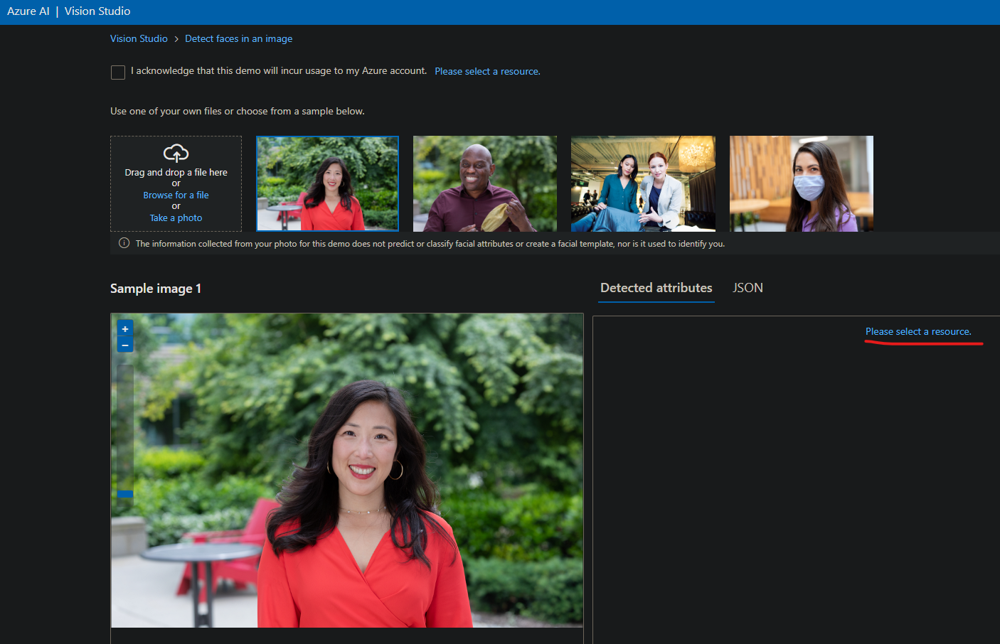 Azure AI | Vision Studio
Vision Studio > Detect faces in an image
I acknowledge that this demo will incur usage to my Azure account. Please select a resource.
Use one of your own files or choose from a sample below.
Drag and drop a file here
or
Browse for a file
or
Take a photo
The information collected from your photo for this demo does not predict or classify facial attributes or create a facial template, nor is it used to identify you.
Sample image 1
Detected attributes JSON
Please select a resource.